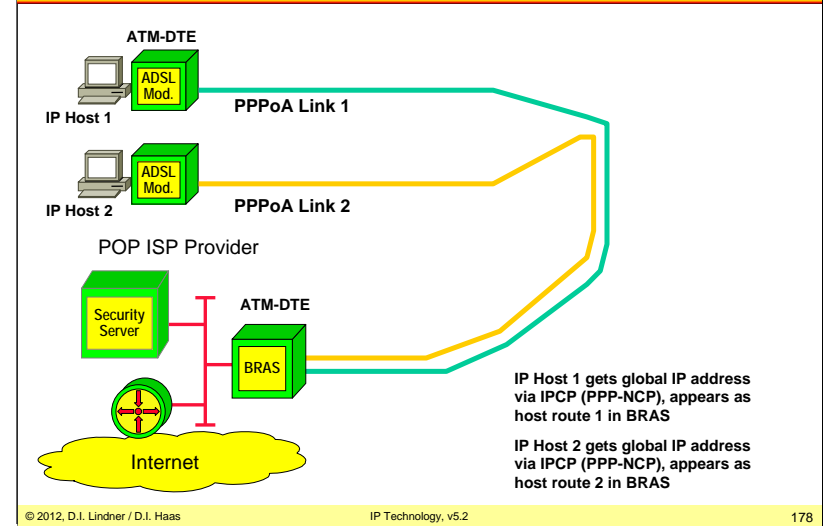 ATM-DTE
ADSL
Mod.
IP Host 1
PPPoA Link 1
ADSL
Mod.
IP Host 2
PPPoA Link 2
POP ISP Provider
Security
Server
ATM-DTE
BRAS
Internet
IP Host 1 gets global IP address
via IPCP (PPP-NCP), appears as
host route 1 in BRAS
IP Host 2 gets global IP address
via IPCP (PPP-NCP), appears as
host route 2 in BRAS
© 2012, D.I. Lindner / D.I. Haas
IP Technology, v5.2
178